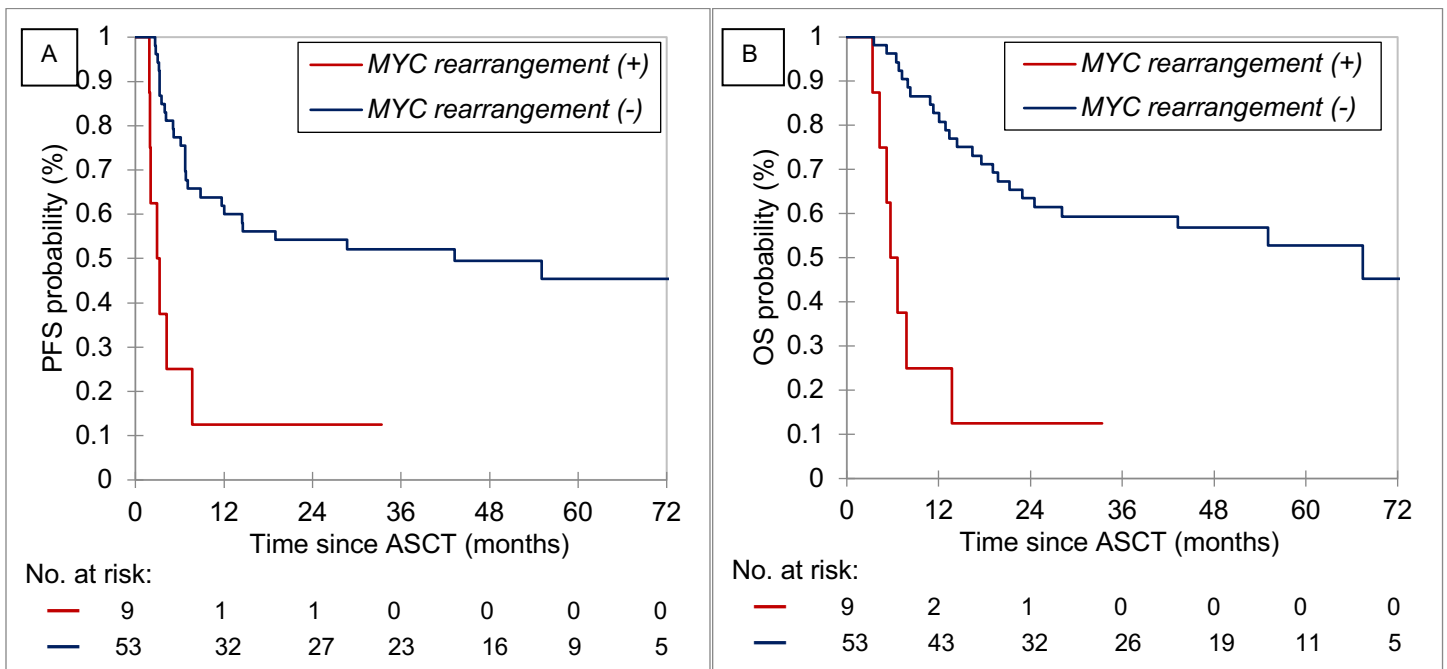 A
MYC rearrangement (+)
MYC rearrangement (-)
PFS probability (%)
1
0.9
0.8
0.7
0.6
0.5
0.4
0.3
0.2
0.1
0
0 12 24 36 48 60 72
Time since ASCT (months)
No. at risk:
9 1 1 0 0 0 0
53 32 27 23 16 9 5
B
MYC rearrangement (+)
MYC rearrangement (-)
OS probability (%)
1
0.9
0.8
0.7
0.6
0.5
0.4
0.3
0.2
0.1
0
0 12 24 36 48 60 72
Time since ASCT (months)
No. at risk:
9 2 1 0 0 0 0
53 43 32 26 19 11 5